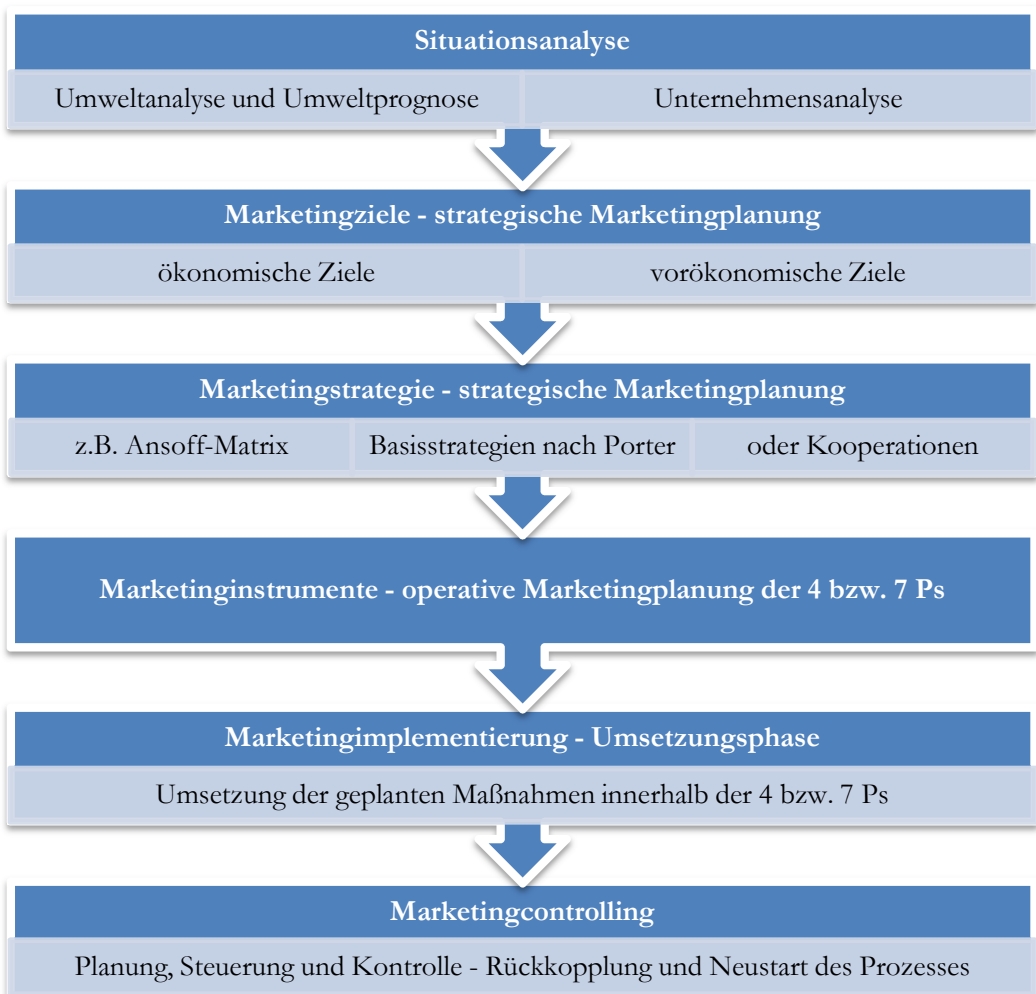 Situationsanalyse
Umweltanalyse und Umweltprognose
Unternehmensanalyse
Marketingziele - strategische Marketingplanung
ökonomische Ziele
vorökonomische Ziele
Marketingstrategie - strategische Marketingplanung
z.B. Ansoff-Matrix
Basisstrategien nach Porter
oder Kooperationen
Marketinginstrumente - operative Marketingplanung der 4 bzw. 7 Ps
Marketingimplementierung - Umsetzungsphase
Umsetzung der geplanten Maßnahmen innerhalb der 4 bzw. 7 Ps
Marketingcontrolling
Planung, Steuerung und Kontrolle - Rückkopplung und Neustart des Prozesses